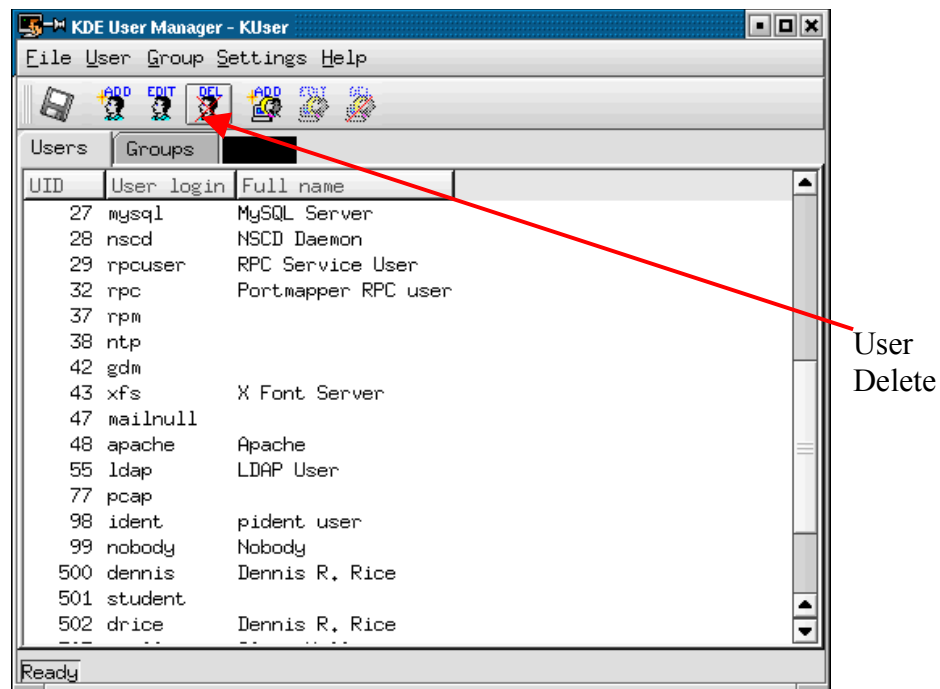 KDE User Manager - KUser
File User Group Settings Help
ADD EDIT DEL ADD EDIT DEL
Users Groups
UID User login Full name
27 mysql MySQL Server
28 nscd NSCD Daemon
29 rpcuser RPC Service User
32 rpc Portmapper RPC user
37 rpm
38 ntp
42 gdm
43 xfs X Font Server
47 mailnull
48 apache Apache
55 ldap LDAP User
77 pcap
98 ident pident user
99 nobody Nobody
500 dennis Dennis R. Rice
501 student
502 drice Dennis R. Rice
Ready
User
Delete